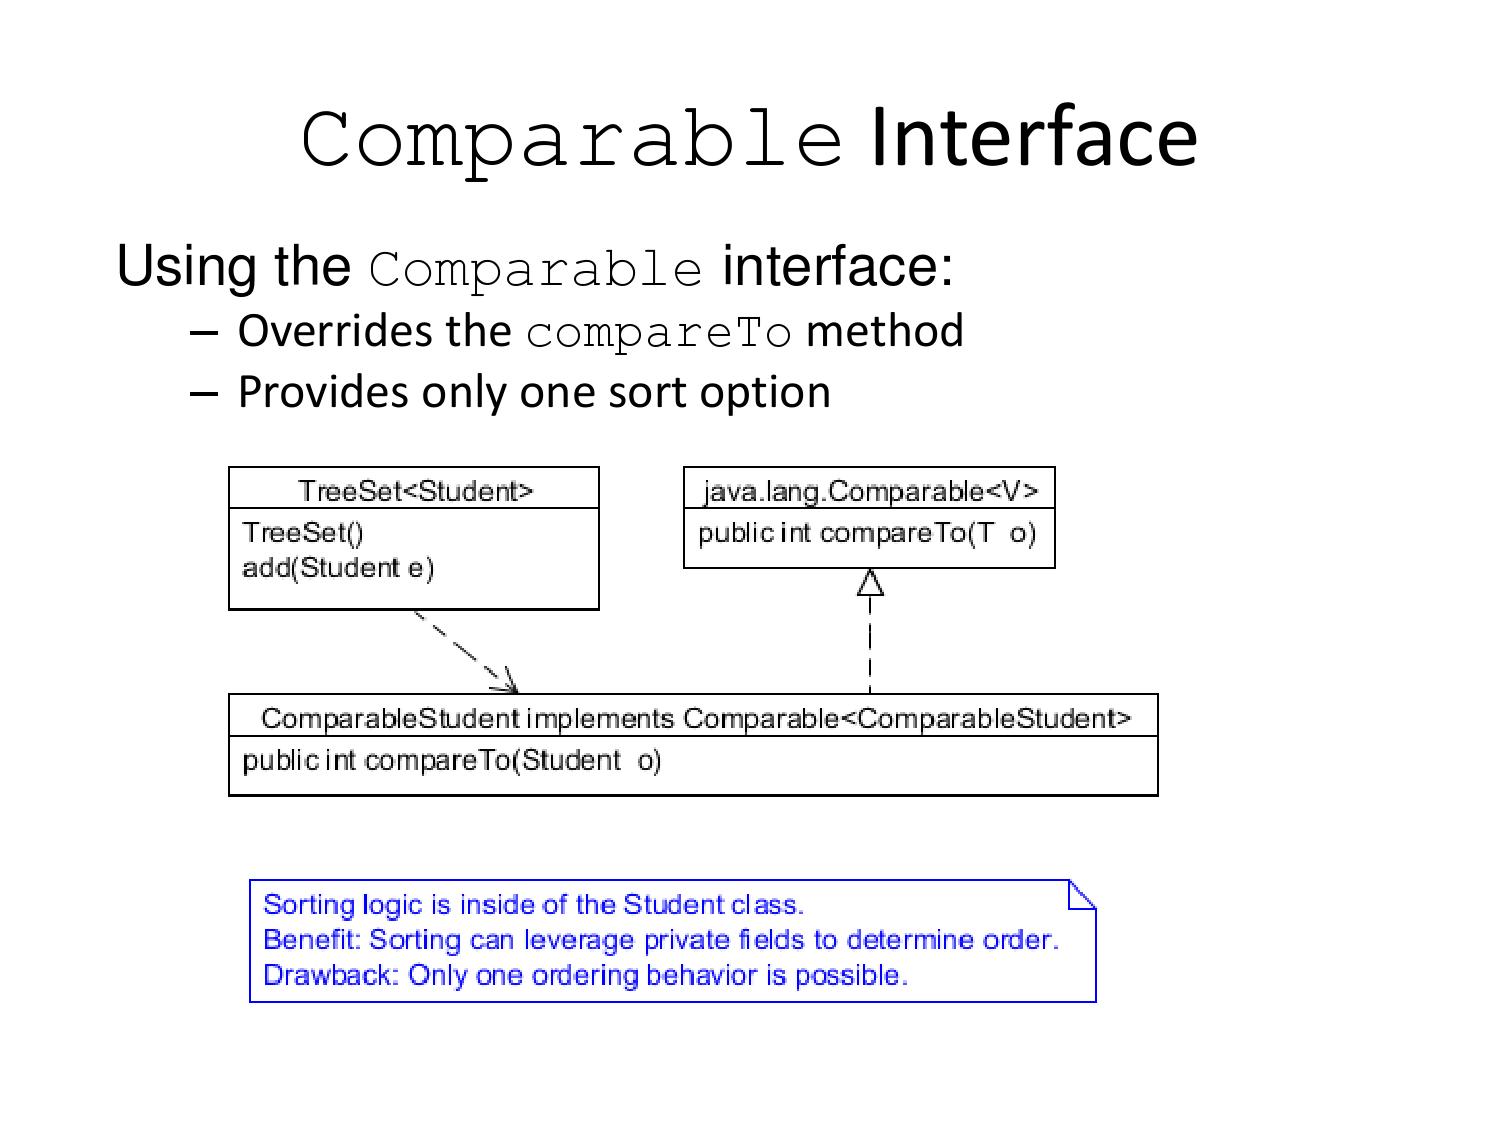 Comparable Interface
Using the Comparable interface:
– Overrides the compareTo method
– Provides only one sort option
TreeSet<Student>
TreeSet()
add(Student e)
java.lang.Comparable<V>
public int compareTo(T o)
ComparableStudent implements Comparable<ComparableStudent>
public int compareTo(Student o)
Sorting logic is inside of the Student class.
Benefit: Sorting can leverage private fields to determine order.
Drawback: Only one ordering behavior is possible.